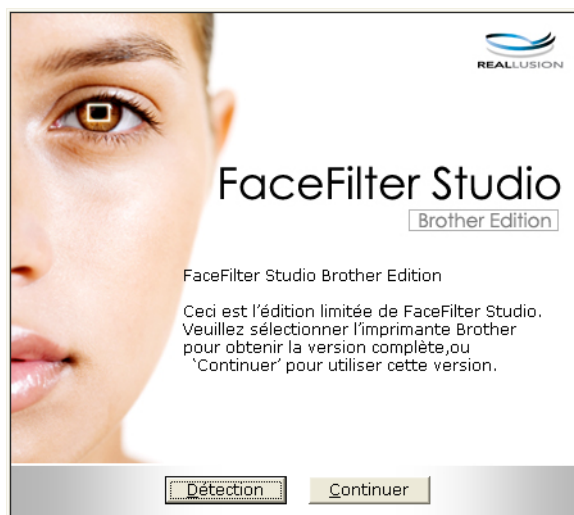 REALLUSION
FaceFilter Studio
Brother Edition
FaceFilter Studio Brother Edition
Ceci est l'édition limitée de FaceFilter Studio.
Veuillez sélectionner l'imprimante Brother
pour obtenir la version complète,ou
‘Continuer’ pour utiliser cette version.
Détection
Continuer